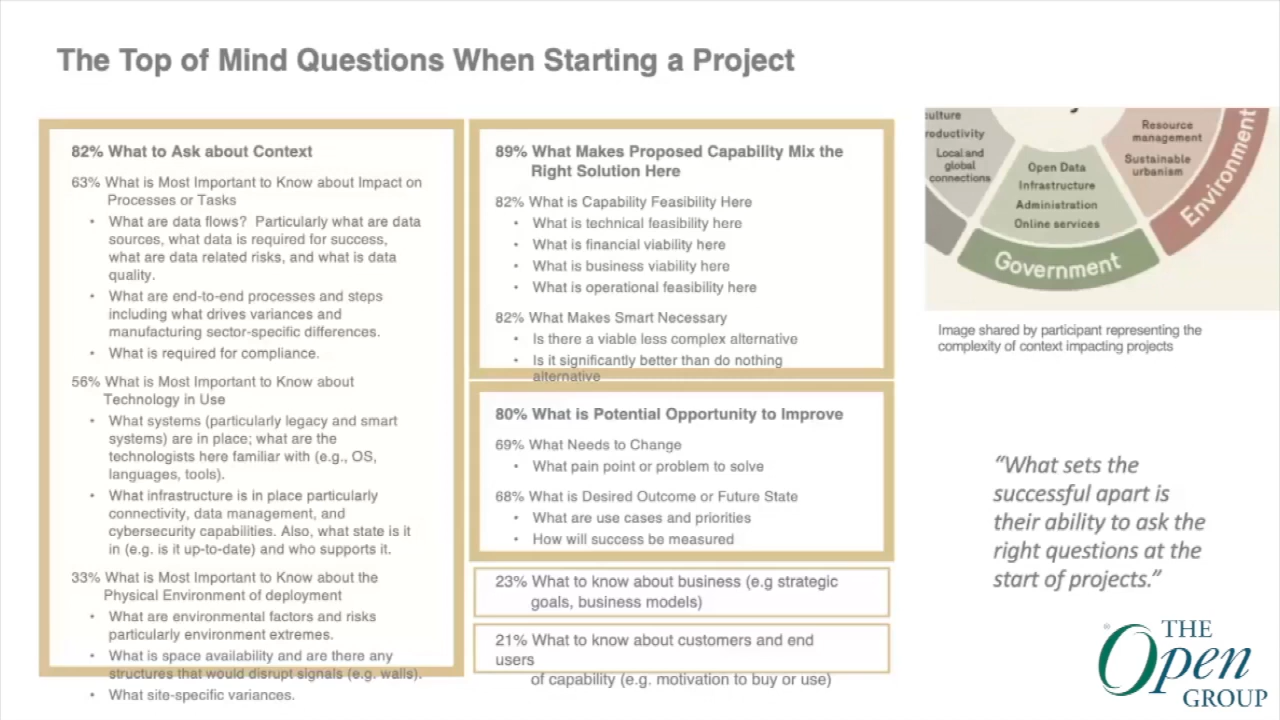 The Top of Mind Questions When Starting a Project
82% What to Ask about Context
63% What is Most Important to Know about Impact on
Processes or Tasks
• What are data flows? Particularly what are data
sources, what data is required for success,
what are data related risks, and what is data
quality.
• What are end-to-end processes and steps
including what drives variances and
manufacturing sector-specific differences.
• What is required for compliance.
56% What is Most Important to Know about
Technology in Use
• What systems (particularly legacy and smart
systems) are in place; what are the
technologists here familiar with (e.g., OS,
languages, tools).
• What infrastructure is in place particularly
connectivity, data management, and
cybersecurity capabilities. Also, what state is it
in (e.g. is it up-to-date) and who supports it.
33% What is Most Important to Know about the
Physical Environment of deployment
• What are environmental factors and risks
particularly environment extremes.
• What is space availability and are there any
structures that would disrupt signals (e.g. walls).
• What site-specific variances.
89% What Makes Proposed Capability Mix the
Right Solution Here
82% What is Capability Feasibility Here
• What is technical feasibility here
• What is financial viability here
• What is business viability here
• What is operational feasibility here
82% What Makes Smart Necessary
• Is there a viable less complex alternative
• Is it significantly better than do nothing
alternative
80% What is Potential Opportunity to Improve
69% What Needs to Change
• What pain point or problem to solve
68% What is Desired Outcome or Future State
• What are use cases and priorities
• How will success be measured
23% What to know about business (e.g strategic
goals, business models)
21% What to know about customers and end
users
of capability (e.g. motivation to buy or use)
culture
roductivity
Local and
global
connections
Open Data
Infrastructure
Administration
Online services
Government
Resource
management
Sustainable
urbanism
Environment
Image shared by participant representing the
complexity of context impacting projects
“What sets the
successful apart is
their ability to ask the
right questions at the
start of projects.”
® THE
Open
GROUP